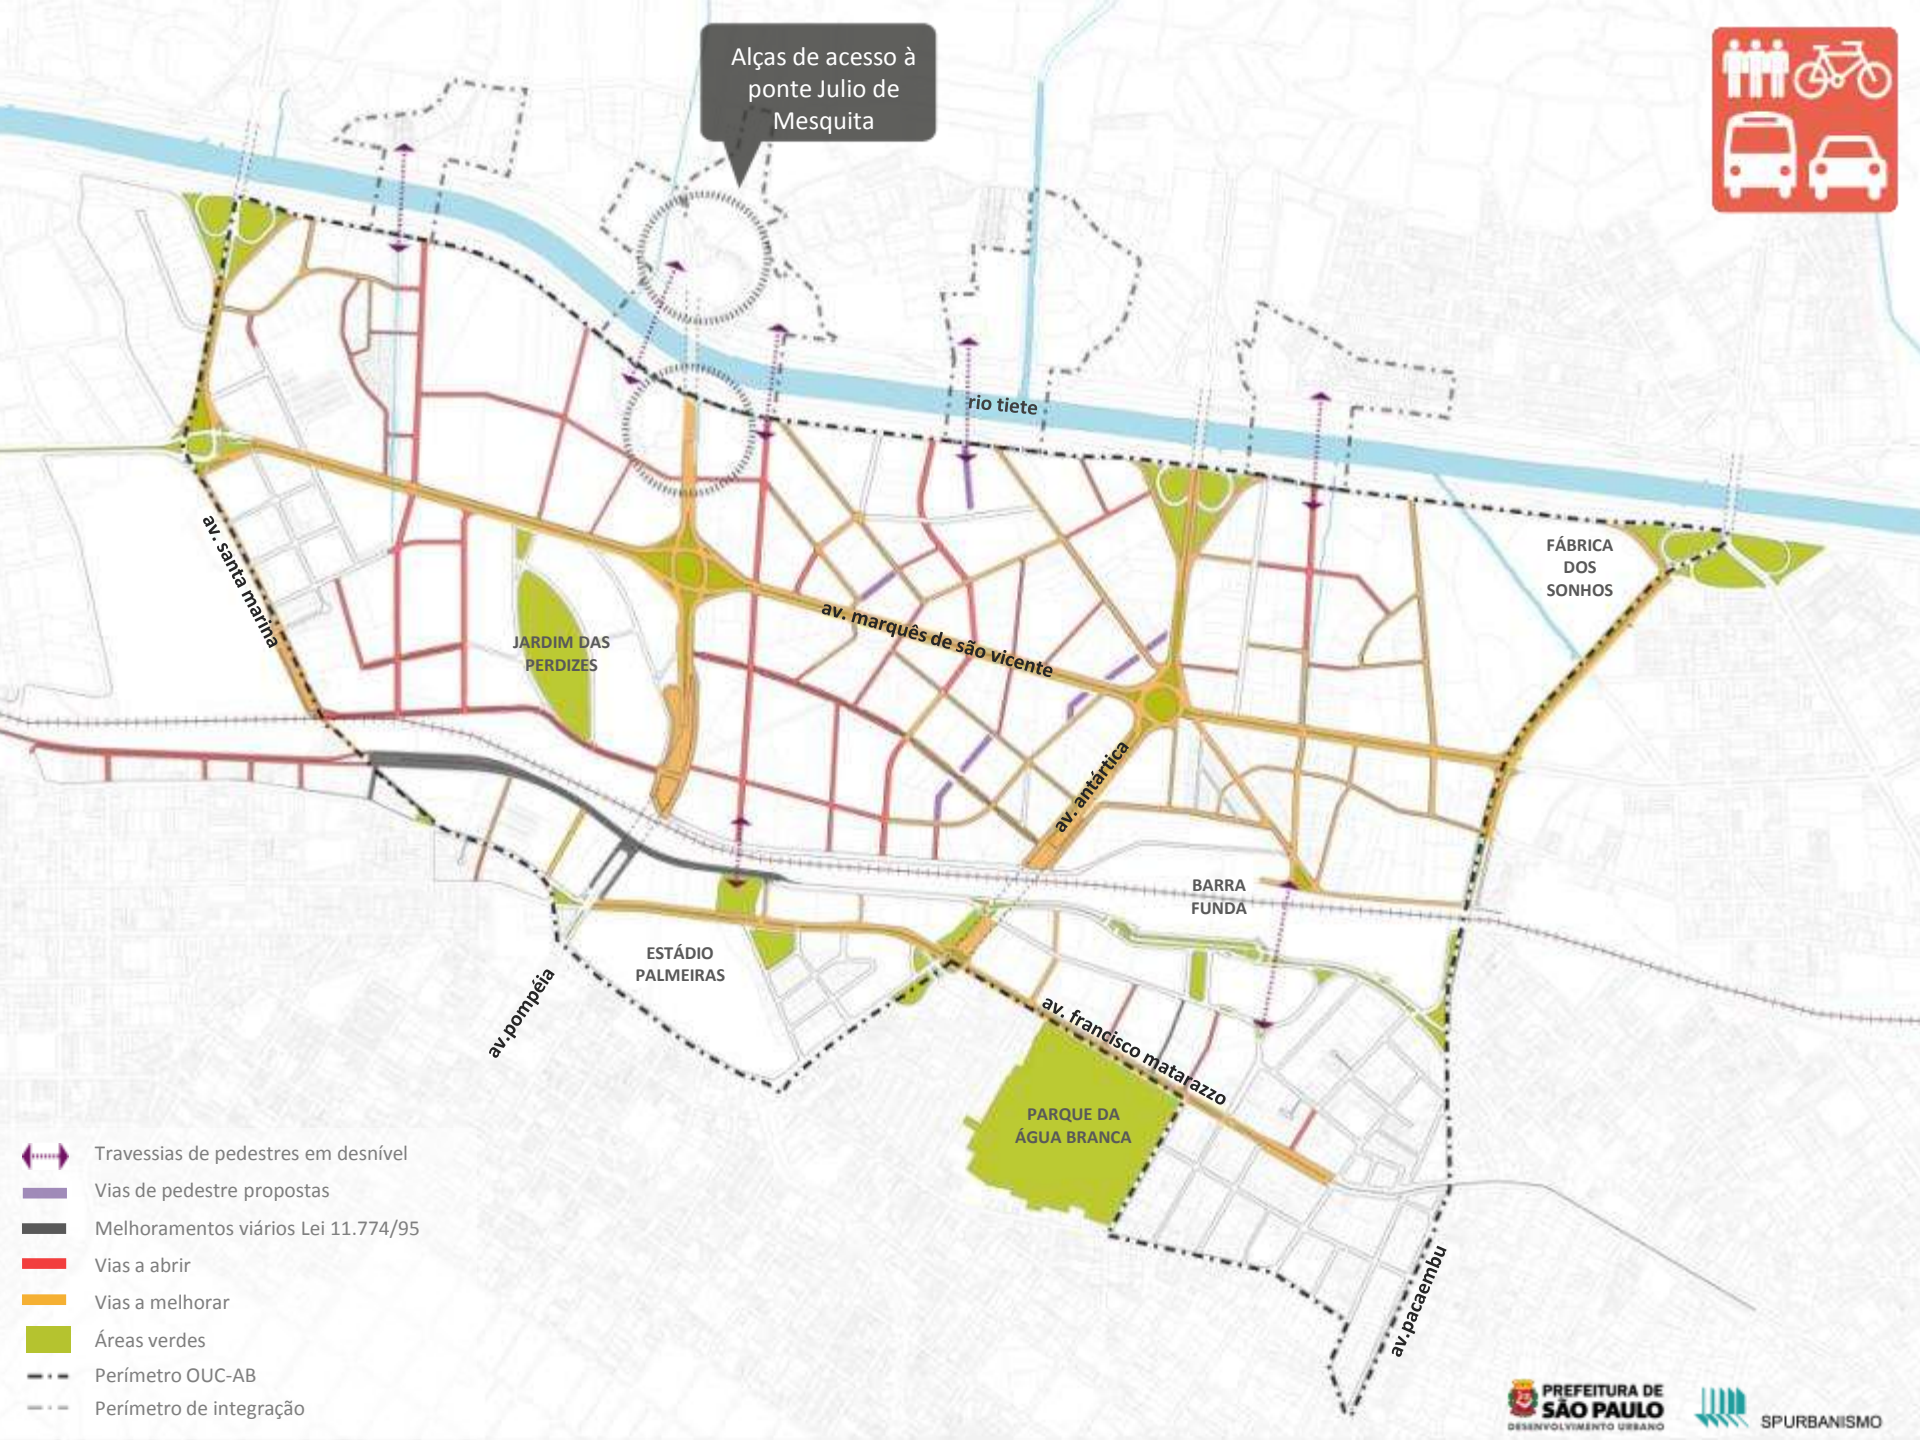 Alças de acesso à
ponte Julio de
Mesquita
rio tiete
FÁBRICA
DOS
SONHOS
av. santa marina
JARDIM DAS
PERDIZES
av. marquês de são vicente
av. antártica
BARRA
FUNDA
ESTÁDIO
PALMEIRAS
av.pompéia
av. francisco matarazzo
PARQUE DA
ÁGUA BRANCA
av.pacaembu
Travessias de pedestres em desnível
Vias de pedestre propostas
Melhoramentos viários Lei 11.774/95
Vias a abrir
Vias a melhorar
Áreas verdes
Perímetro OUC-AB
Perímetro de integração
PREFEITURA DE
SÃO PAULO
DESENVOLVIMENTO URBANO
SPURBANISMO